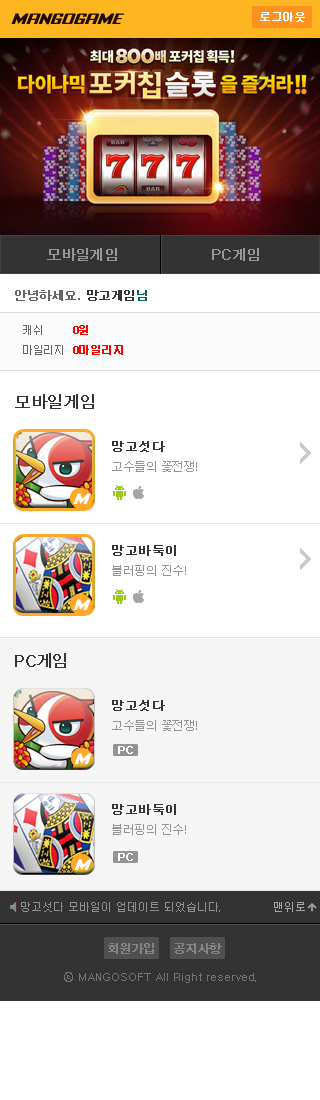 MANGOGAME
로그아웃
최대 800배 포커칩 획득!
다이나믹 포커칩슬롯을 즐겨라!!
BAR BAR
7 7 7
BAR
모바일게임 PC게임
안녕하세요. 망고게임님
캐쉬 0원
마일리지 0마일리지
모바일게임
망고섯다
고수들의 꽃전쟁!
망고바둑이
블러핑의 진수!
PC게임
망고섯다
고수들의 꽃전쟁!
PC
망고바둑이
블러핑의 진수!
PC
망고섯다 모바일이 업데이트 되었습니다. 맨위로
회원가입 공지사항
ⓒ MANGOSOFT All Right reserved.